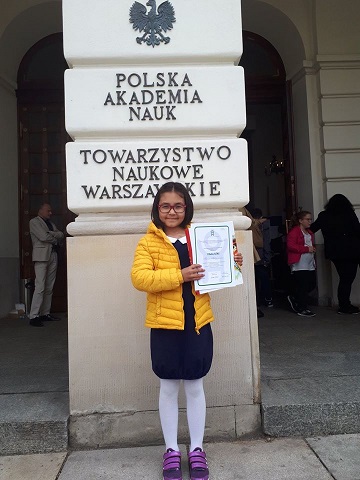 POLSKA
AKADEMIA
NAUK
TOWARZYSTWO
NAUKOWE
WARSZAWSKIE